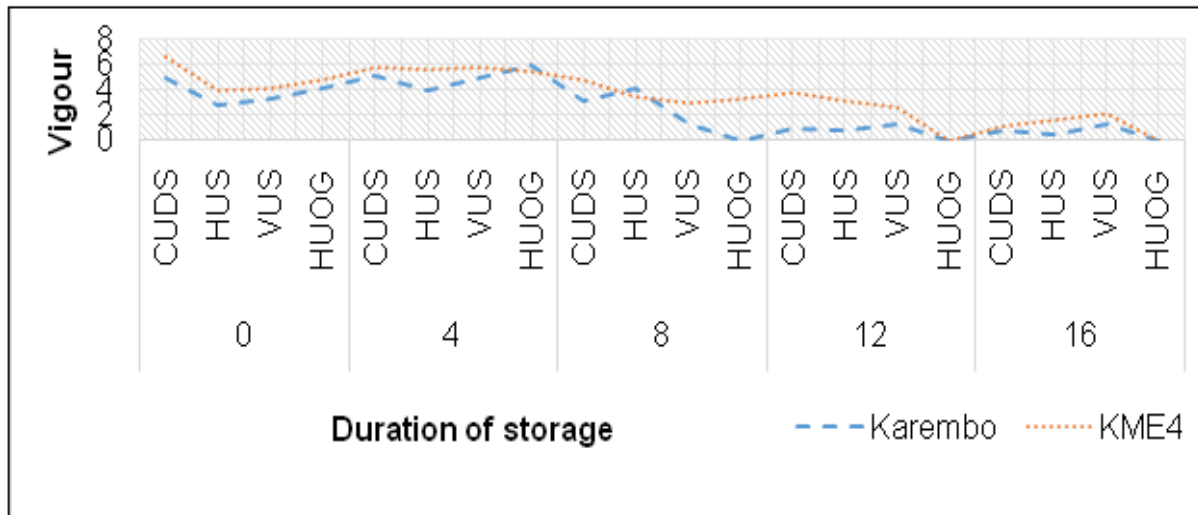 Vigour
8
6
4
2
0
CUDS HUS VUS HUOG CUDS HUS VUS HUOG CUDS HUS VUS HUOG CUDS HUS VUS HUOG CUDS HUS VUS HUOG
0 4 8 12 16
Duration of storage
Karembo KME4